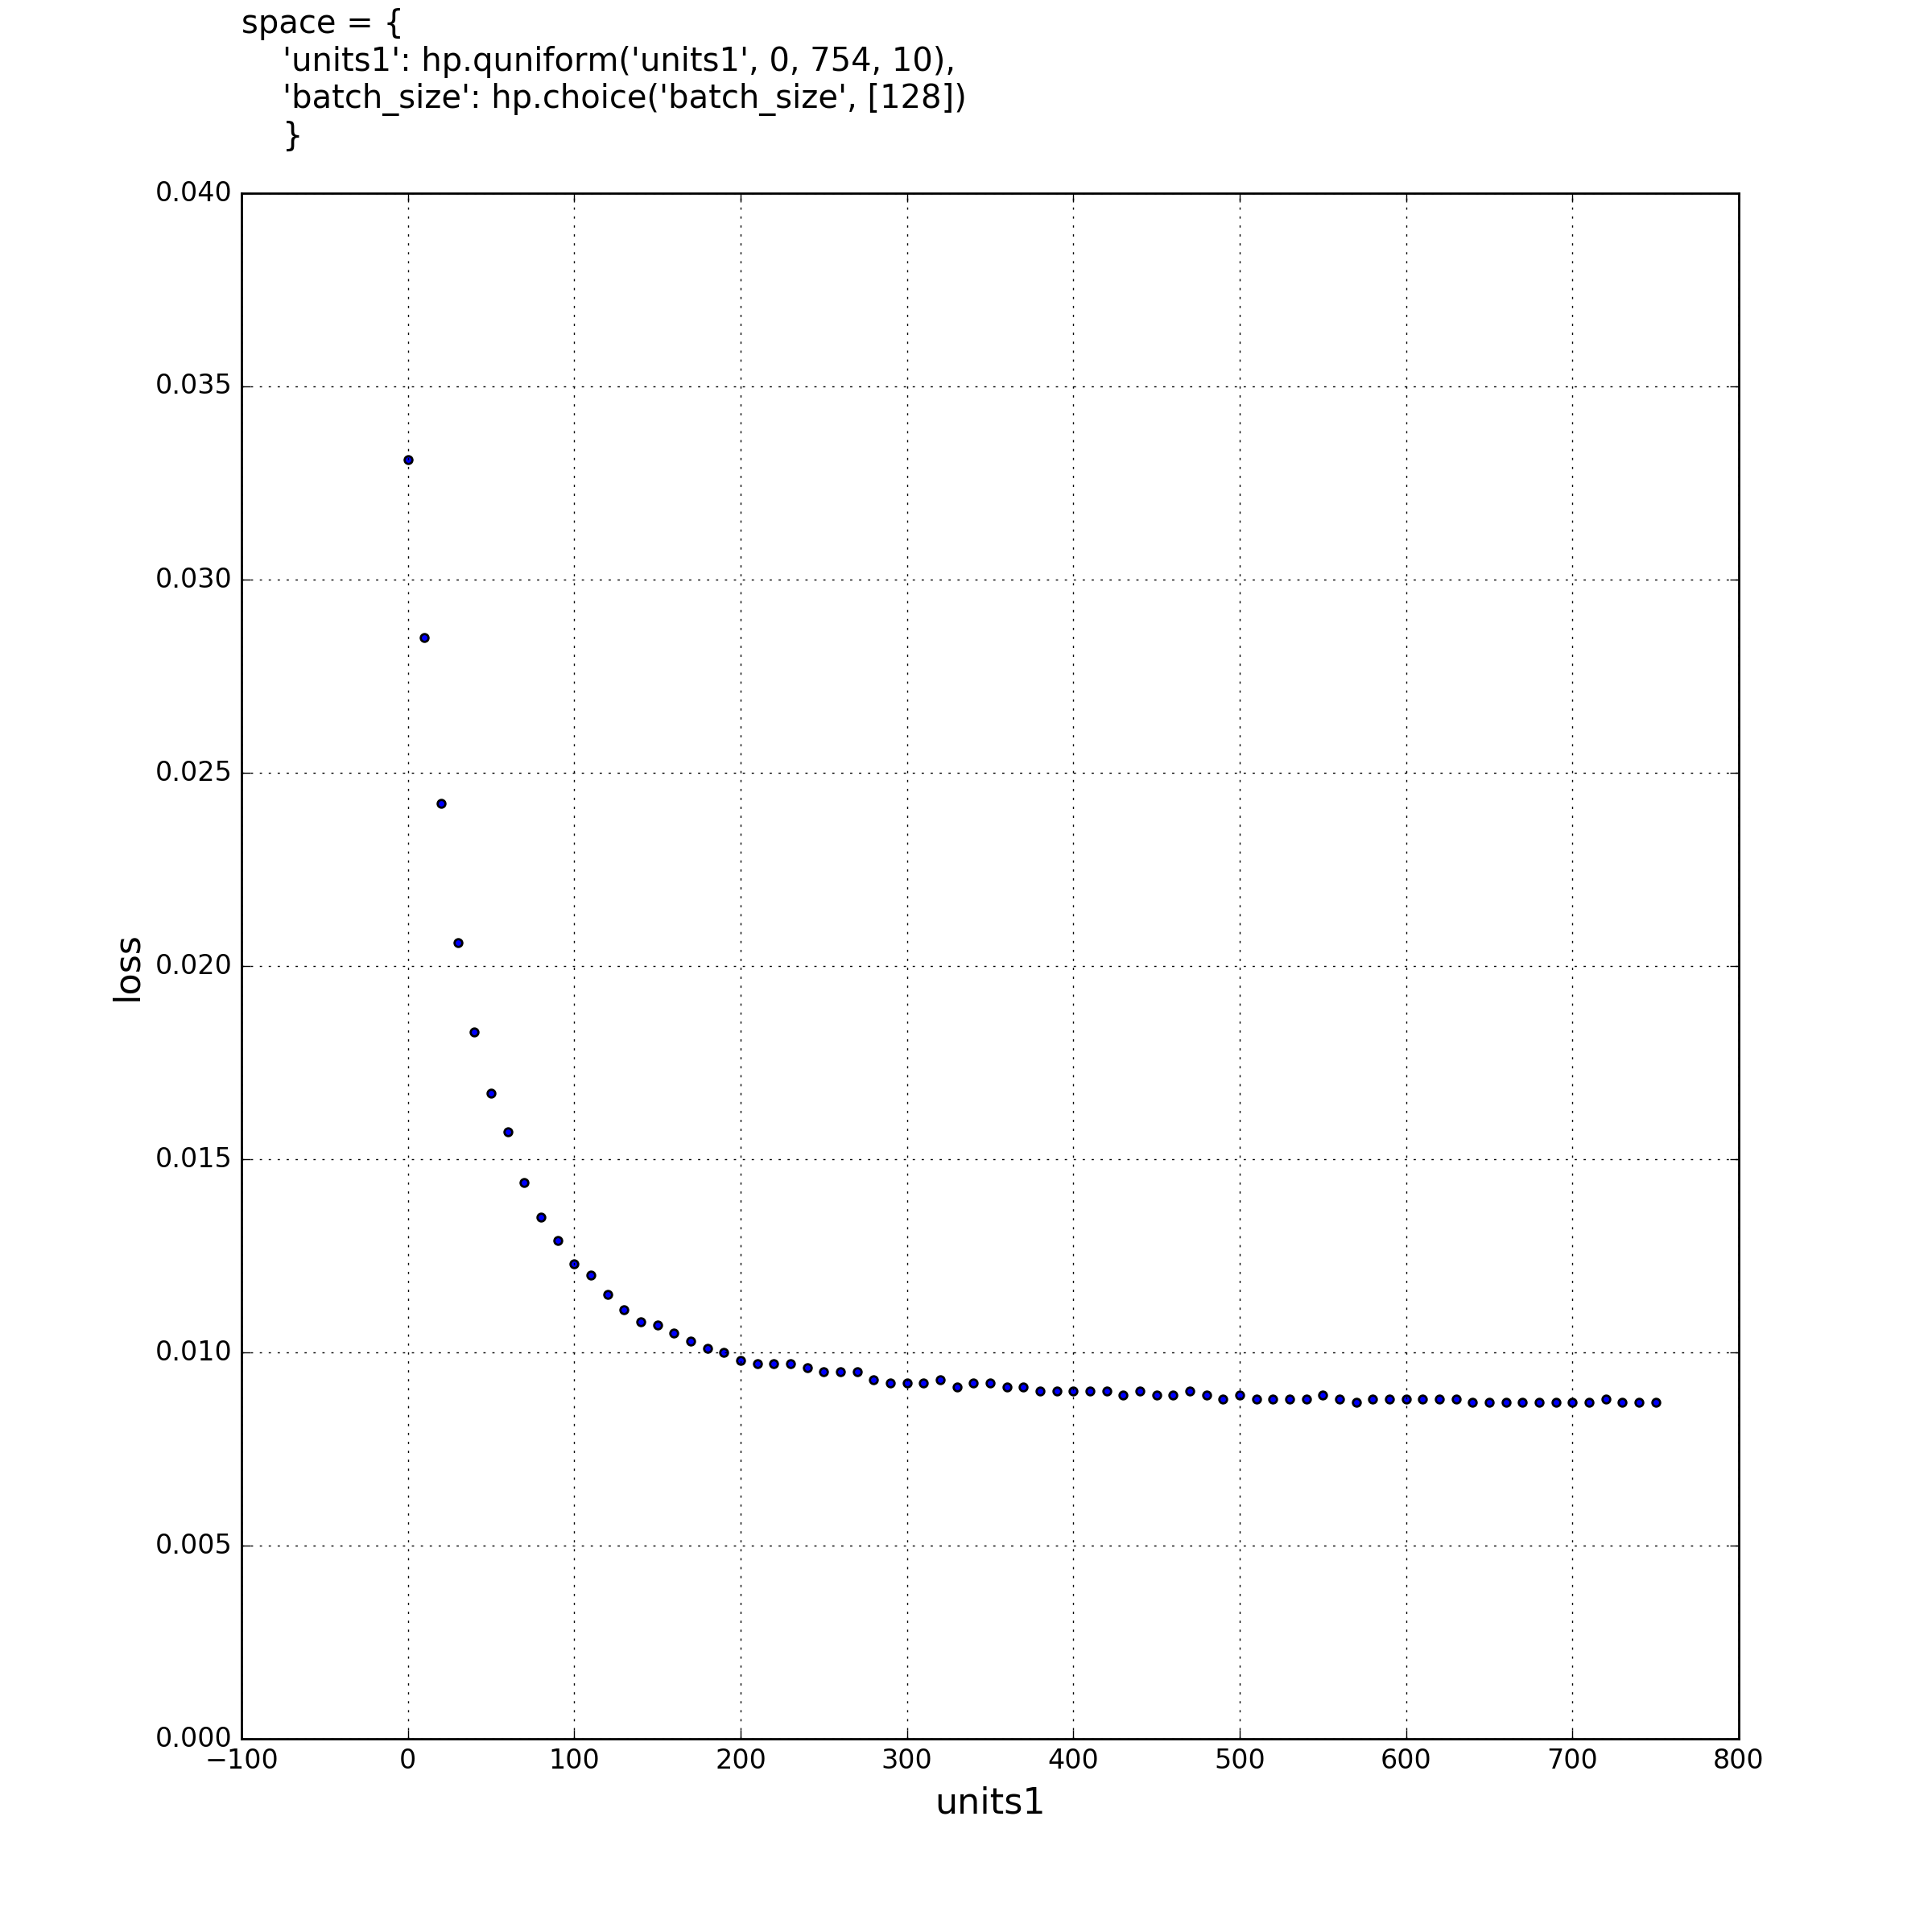 space = {
'units1': hp.quniform('units1', 0, 754, 10),
'batch_size': hp.choice('batch_size', [128])
}
0.040
0.035
0.030
0.025
0.020
0.015
0.010
0.005
0.000
loss
−100 0 100 200 300 400 500 600 700 800
units1